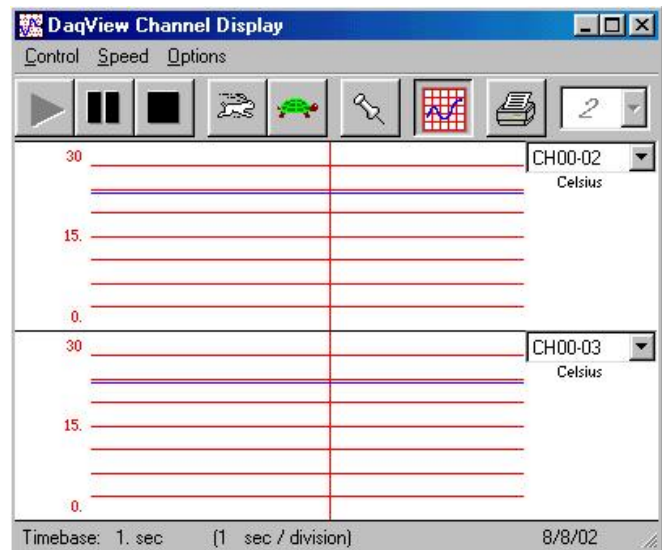 DaqView Channel Display
Control Speed Options
2
30
15.
0.
CH00-02
Celsius
30
15.
0.
CH00-03
Celsius
Timebase: 1. sec (1 sec / division) 8/8/02